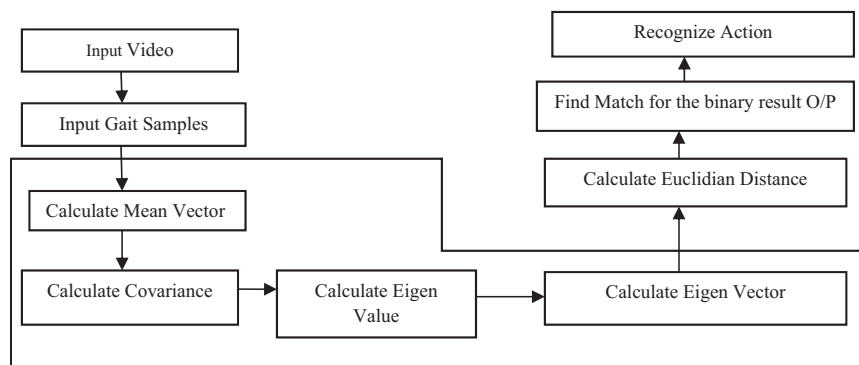 Input Video
Input Gait Samples
Calculate Mean Vector
Calculate Covariance
Calculate Eigen
Value
Calculate Eigen Vector
Calculate Euclidian Distance
Find Match for the binary result O/P
Recognize Action